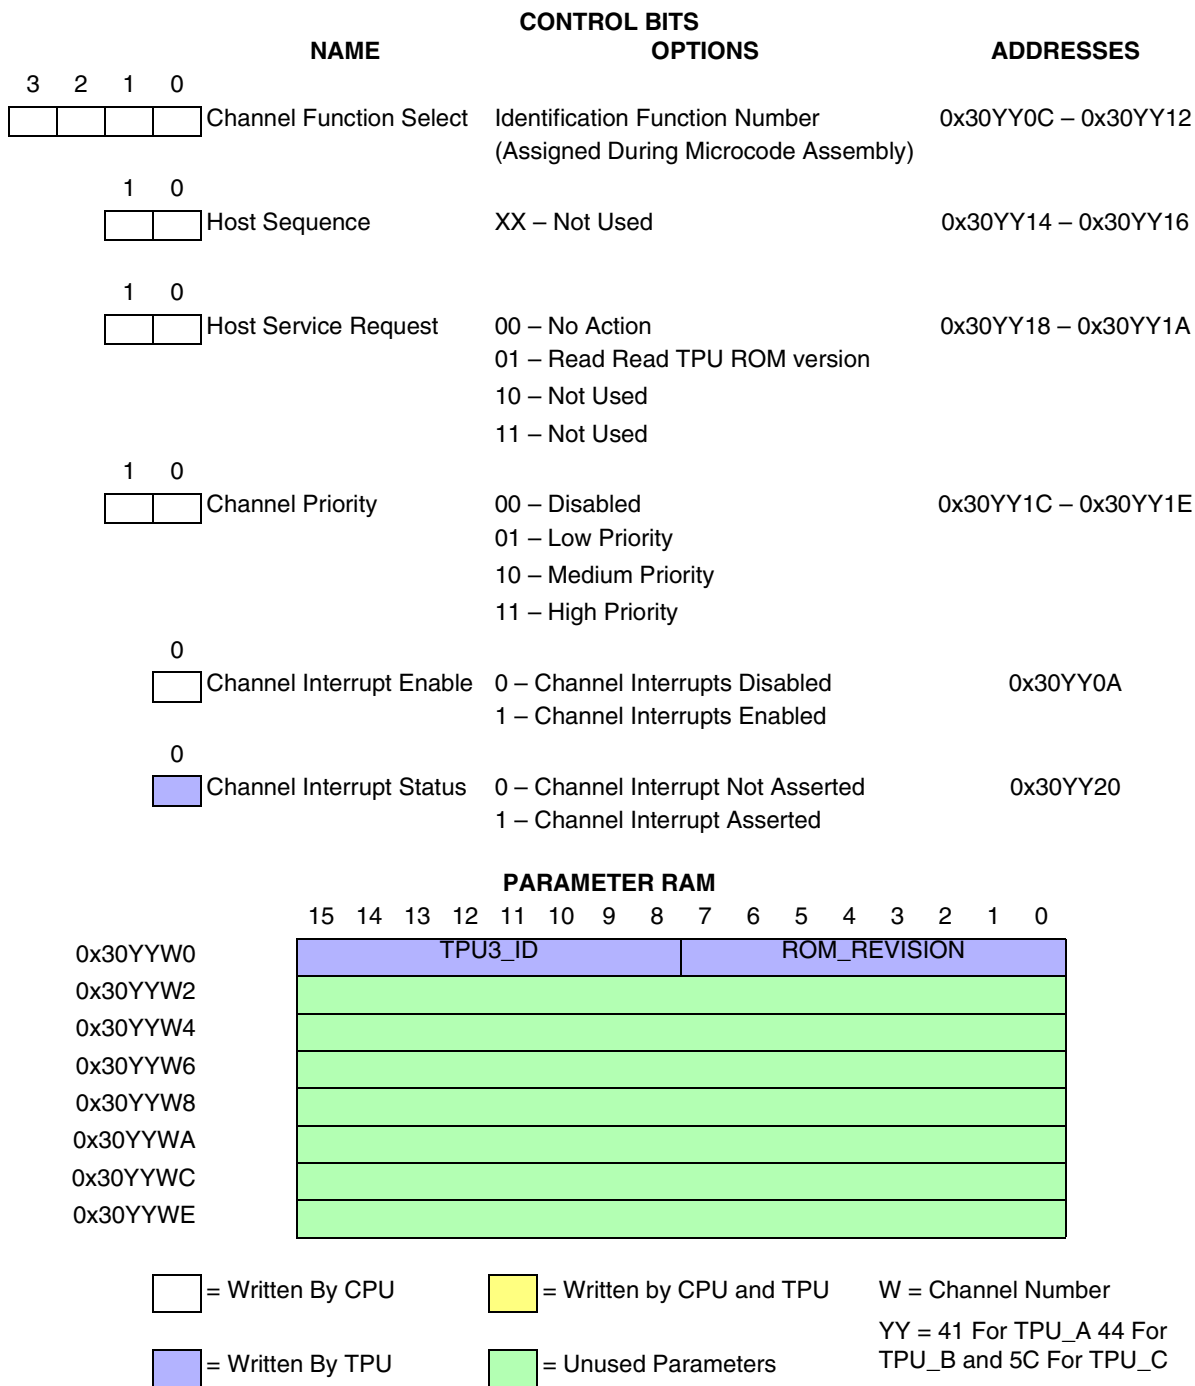 CONTROL BITS
NAME OPTIONS ADDRESSES
3 2 1 0
Channel Function Select Identification Function Number 0x30YY0C – 0x30YY12
(Assigned During Microcode Assembly)
1 0
Host Sequence XX – Not Used 0x30YY14 – 0x30YY16
1 0
Host Service Request 00 – No Action 0x30YY18 – 0x30YY1A
01 – Read Read TPU ROM version
10 – Not Used
11 – Not Used
1 0
Channel Priority 00 – Disabled 0x30YY1C – 0x30YY1E
01 – Low Priority
10 – Medium Priority
11 – High Priority
0
Channel Interrupt Enable 0 – Channel Interrupts Disabled 0x30YY0A
1 – Channel Interrupts Enabled
0
Channel Interrupt Status 0 – Channel Interrupt Not Asserted 0x30YY20
1 – Channel Interrupt Asserted
PARAMETER RAM
15 14 13 12 11 10 9 8 7 6 5 4 3 2 1 0
0x30YYW0 TPU3_ID ROM_REVISION
0x30YYW2
0x30YYW4
0x30YYW6
0x30YYW8
0x30YYWA
0x30YYWC
0x30YYWE
= Written By CPU = Written by CPU and TPU W = Channel Number
YY = 41 For TPU_A 44 For
= Written By TPU = Unused Parameters TPU_B and 5C For TPU_C